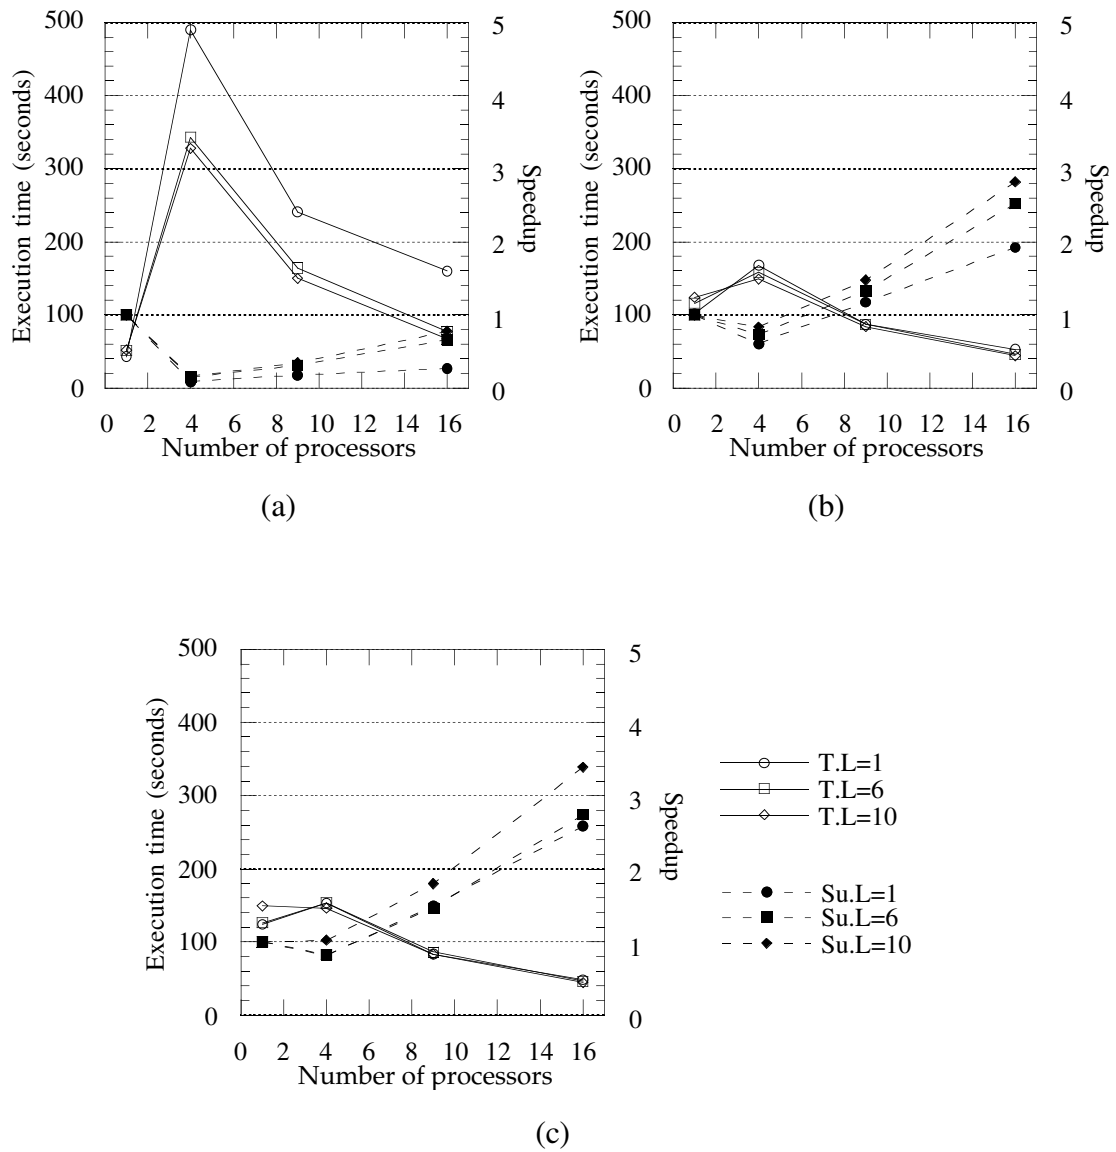 500
400
300
200
100
0
Execution time (seconds)
5
4
3
2
1
0
Speedup
0 2 4 6 8 10 12 14 16
Number of processors
(a)
500
400
300
200
100
0
Execution time (seconds)
5
4
3
2
1
0
Speedup
0 2 4 6 8 10 12 14 16
Number of processors
(b)
500
400
300
200
100
0
Execution time (seconds)
5
4
3
2
1
0
Speedup
0 2 4 6 8 10 12 14 16
Number of processors
(c)
T.L=1
T.L=6
T.L=10
Su.L=1
Su.L=6
Su.L=10